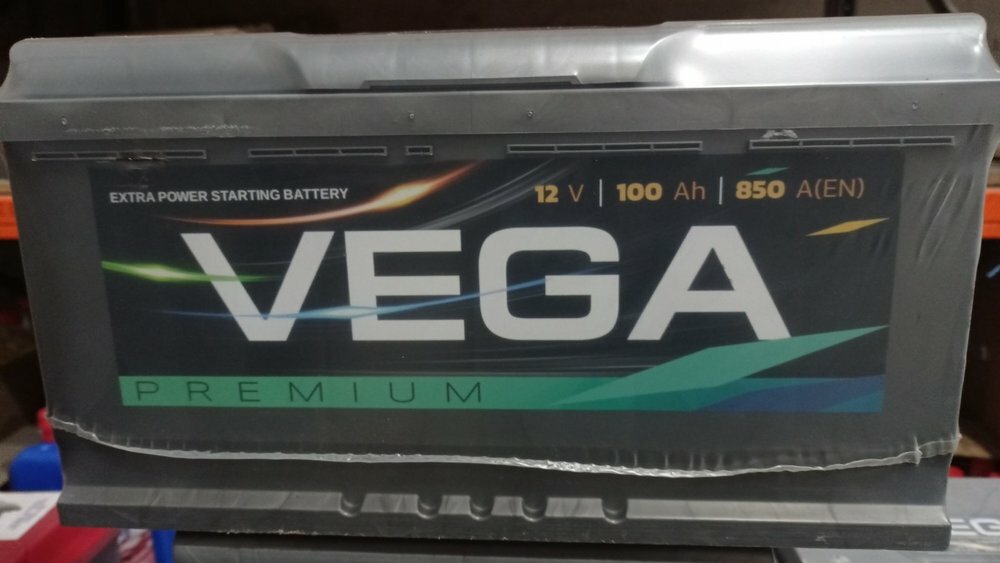 EXTRA POWER STARTING BATTERY
12 V | 100 Ah | 850 A(EN)
VEGA
PREMIUM